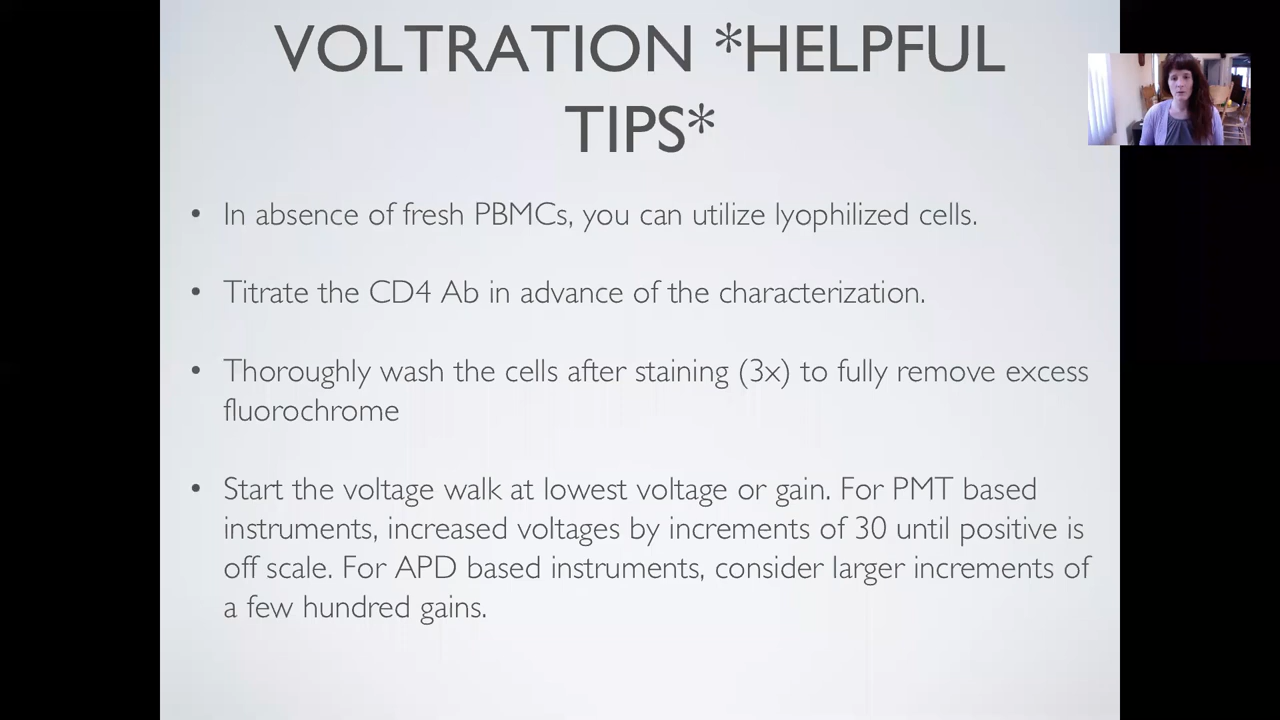 VOLTRATION *HELPFUL
TIPS*
• In absence of fresh PBMCs, you can utilize lyophilized cells.
• Titrate the CD4 Ab in advance of the characterization.
• Thoroughly wash the cells after staining (3x) to fully remove excess
fluorochrome
• Start the voltage walk at lowest voltage or gain. For PMT based
instruments, increased voltages by increments of 30 until positive is
off scale. For APD based instruments, consider larger increments of
a few hundred gains.